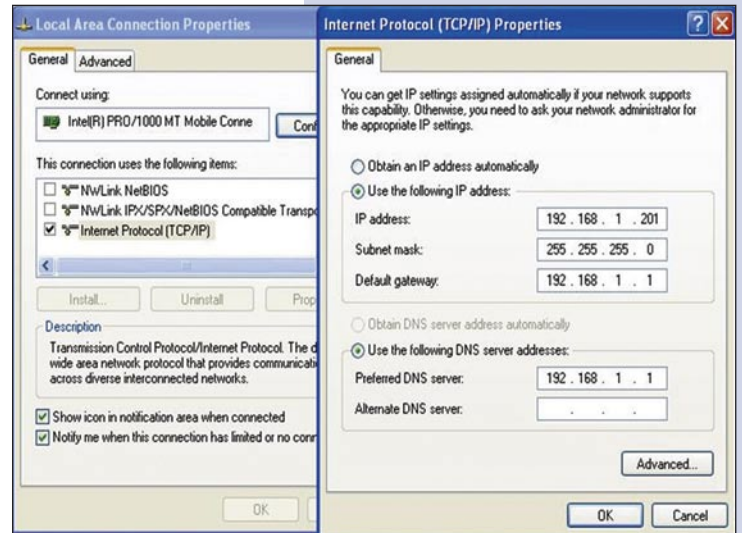 Local Area Connection Properties
General Advanced
Connect using:
Intel(R) PRO/1000 MT Mobile Conne
This connection uses the following items:
NWLink NetBIOS
NWLink IPX/SPX/NetBIOS Compatible Transpo
Internet Protocol (TCP/IP)
Install... Uninstall Prop
Description
Transmission Control Protocol/Internet Protocol. The d
wide area network protocol that provides communicati
across diverse interconnected networks.
Show icon in notification area when connected
Notify me when this connection has limited or no conn
OK
Internet Protocol (TCP/IP) Properties
General
You can get IP settings assigned automatically if your network supports
this capability. Otherwise, you need to ask your network administrator for
the appropriate IP settings.
Obtain an IP address automatically
Use the following IP address:
IP address: 192 . 168 . 1 . 201
Subnet mask: 255 . 255 . 255 . 0
Default gateway: 192 . 168 . 1 . 1
Obtain DNS server address automatically
Use the following DNS server addresses:
Preferred DNS server: 192 . 168 . 1 . 1
Alternate DNS server: . . .
Advanced...
OK Cancel